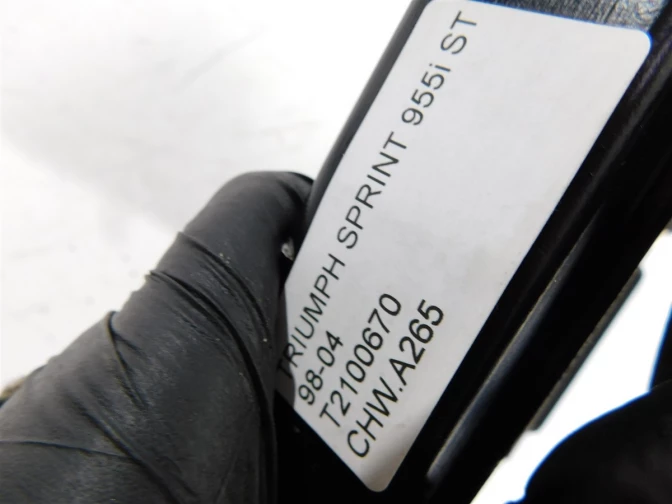 TRIUMPH SPRINT 955i ST
98-04
T2100670
CHW.A265